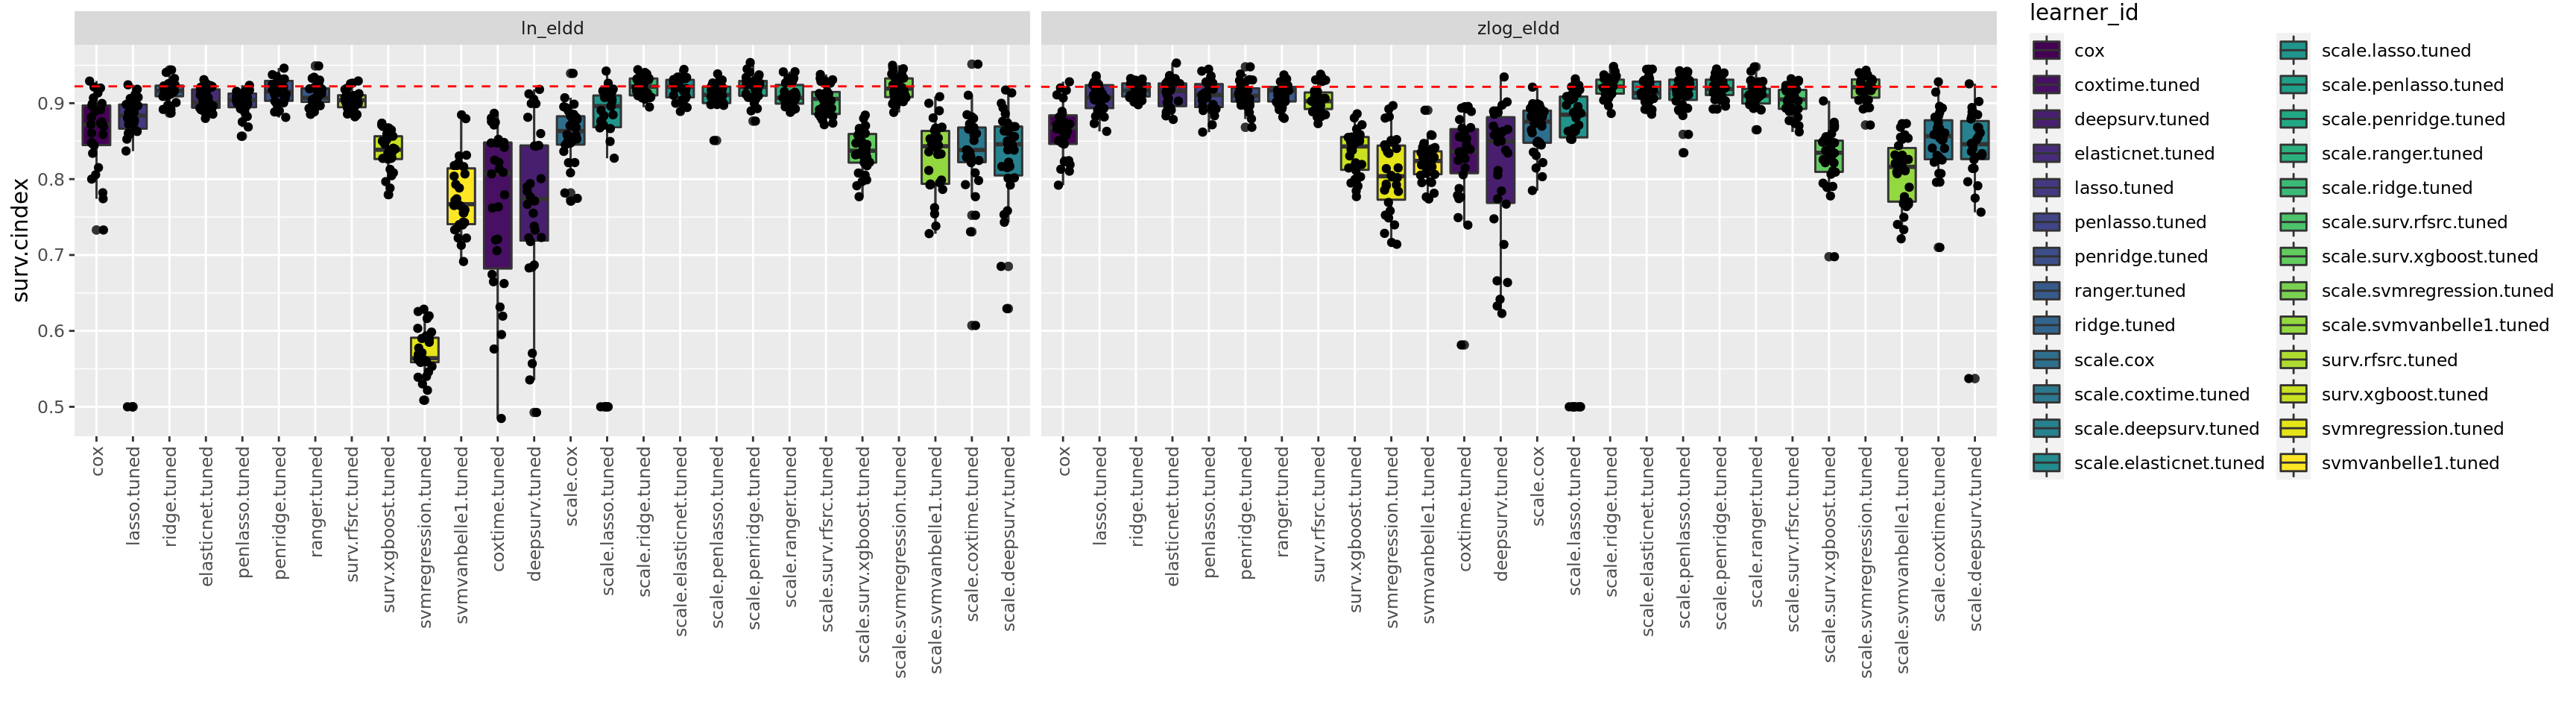 ln_eldd
zlog_eldd
surv.cindex
0.9
0.8
0.7
0.6
0.5
cox
lasso.tuned
ridge.tuned
elasticnet.tuned
penlasso.tuned
penridge.tuned
ranger.tuned
surv.rfsrc.tuned
surv.xgboost.tuned
svmregression.tuned
svmvanbelle1.tuned
coxtime.tuned
deepsurv.tuned
scale.cox
scale.lasso.tuned
scale.ridge.tuned
scale.elasticnet.tuned
scale.penlasso.tuned
scale.penridge.tuned
scale.ranger.tuned
scale.surv.rfsrc.tuned
scale.surv.xgboost.tuned
scale.svmregression.tuned
scale.svmvanbelle1.tuned
scale.coxtime.tuned
scale.deepsurv.tuned
cox
lasso.tuned
ridge.tuned
elasticnet.tuned
penlasso.tuned
penridge.tuned
ranger.tuned
surv.rfsrc.tuned
surv.xgboost.tuned
svmregression.tuned
svmvanbelle1.tuned
coxtime.tuned
deepsurv.tuned
scale.cox
scale.lasso.tuned
scale.ridge.tuned
scale.elasticnet.tuned
scale.penlasso.tuned
scale.penridge.tuned
scale.ranger.tuned
scale.surv.rfsrc.tuned
scale.surv.xgboost.tuned
scale.svmregression.tuned
scale.svmvanbelle1.tuned
scale.coxtime.tuned
scale.deepsurv.tuned
learner_id
cox
coxtime.tuned
deepsurv.tuned
elasticnet.tuned
lasso.tuned
penlasso.tuned
penridge.tuned
ranger.tuned
ridge.tuned
scale.cox
scale.coxtime.tuned
scale.deepsurv.tuned
scale.elasticnet.tuned
scale.lasso.tuned
scale.penlasso.tuned
scale.penridge.tuned
scale.ranger.tuned
scale.ridge.tuned
scale.surv.rfsrc.tuned
scale.surv.xgboost.tuned
scale.svmregression.tuned
scale.svmvanbelle1.tuned
surv.rfsrc.tuned
surv.xgboost.tuned
svmregression.tuned
svmvanbelle1.tuned